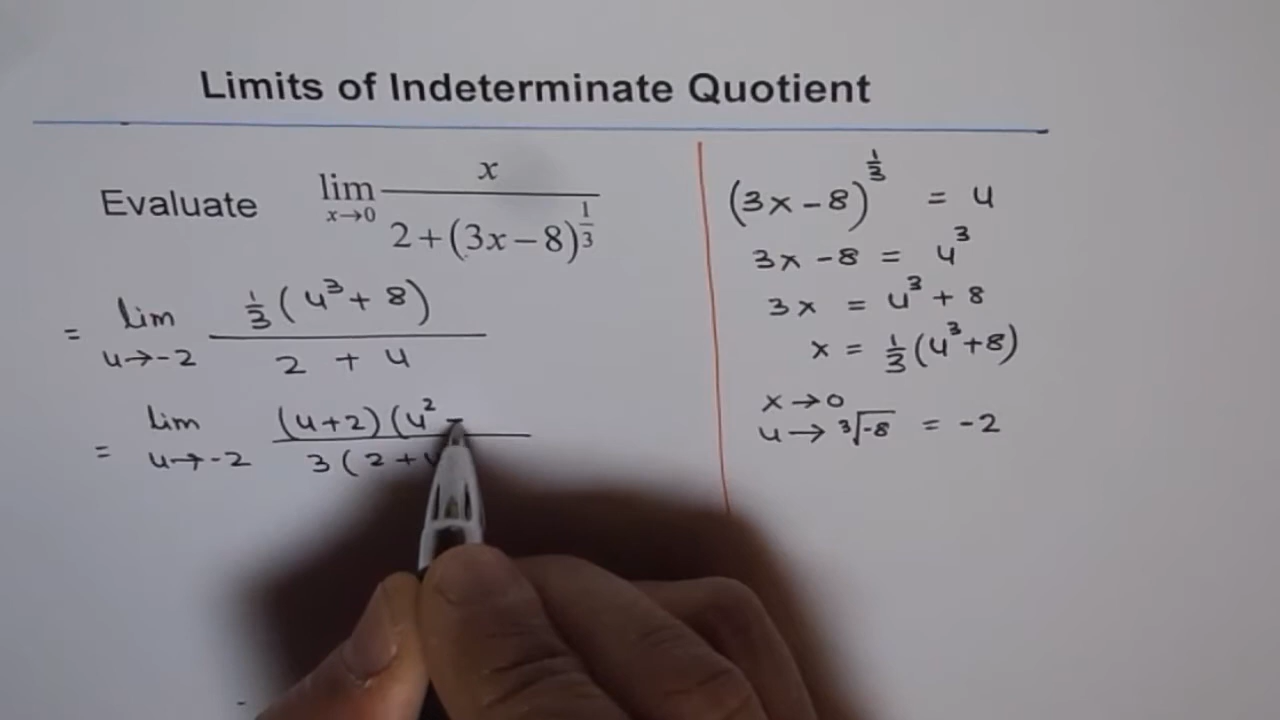 Limits of Indeterminate Quotient
Evaluate lim x→0 x / 2+(3x−8)^(1/3)
= lim u→-2 1/3(u³+8) / 2 + u
= lim u→-2 (u+2)(u² - / 3(2+
(3x−8)^(1/3) = u
3x −8 = u³
3x = u³ + 8
x = 1/3(u³+8)
x→0
u→ ³√-8 = -2